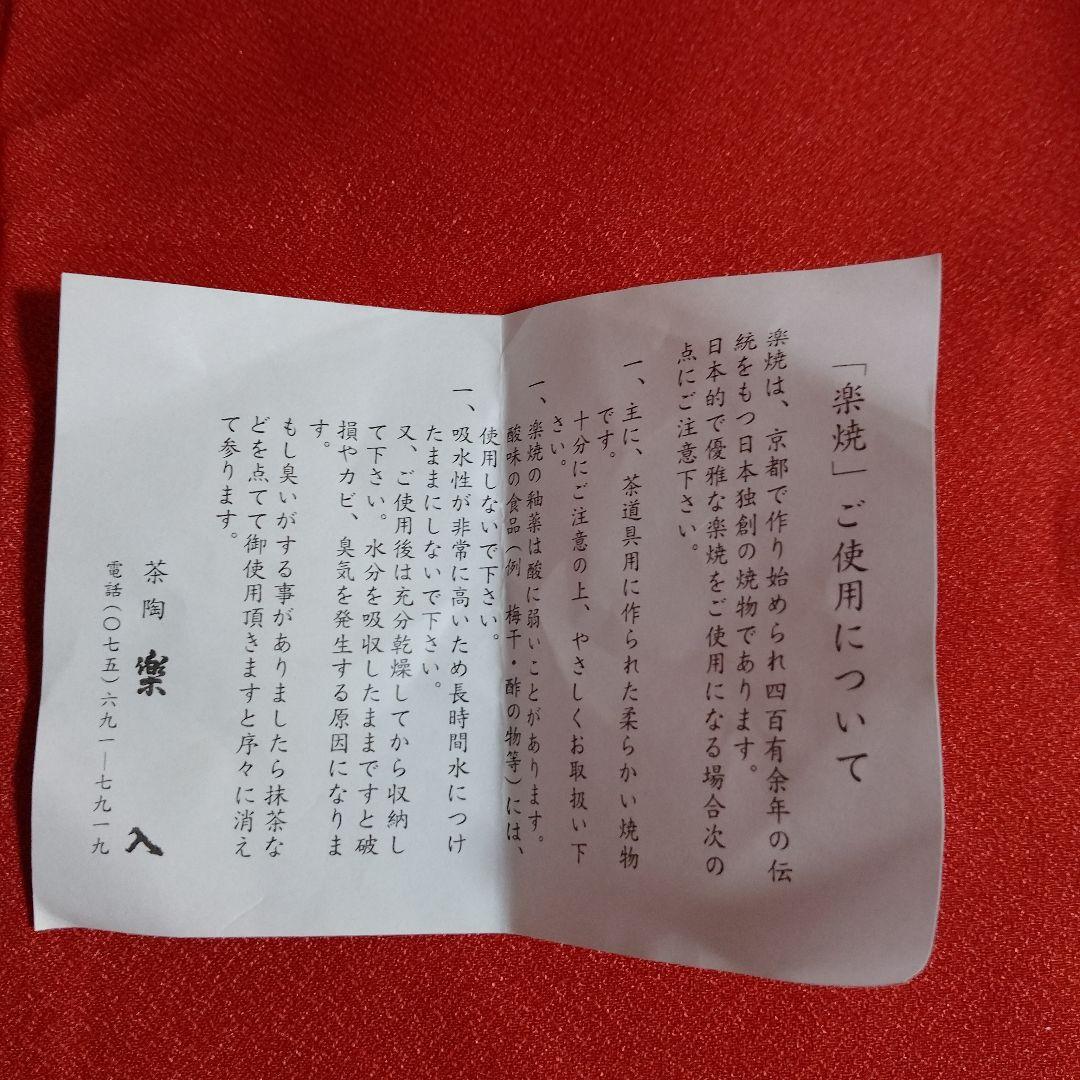 「楽焼」ご使用について
楽焼は、京都で作り始められ四百有余年の伝
統をもつ日本独創の焼物であります。
日本的で優雅な楽焼をご使用になる場合次の
点にご注意下さい。
一、主に、茶道具用に作られた柔らかい焼物
です。
十分にご注意の上、やさしくお取扱い下
さい。
一、楽焼の釉薬は酸に弱いことがあります。
酸味の食品（例　梅干・酢の物等）には、
使用しないで下さい。
一、吸水性が非常に高いため長時間水につけ
たままにしないで下さい。
又、ご使用後は充分乾燥してから収納し
て下さい。水分を吸収したままですと破
損やカビ、臭気を発生する原因になりま
す。
もし臭いがする事がありましたら抹茶な
どを点てて御使用頂きますと序々に消え
て参ります。
茶陶 樂入
電話（〇七五）六九一―七九一九